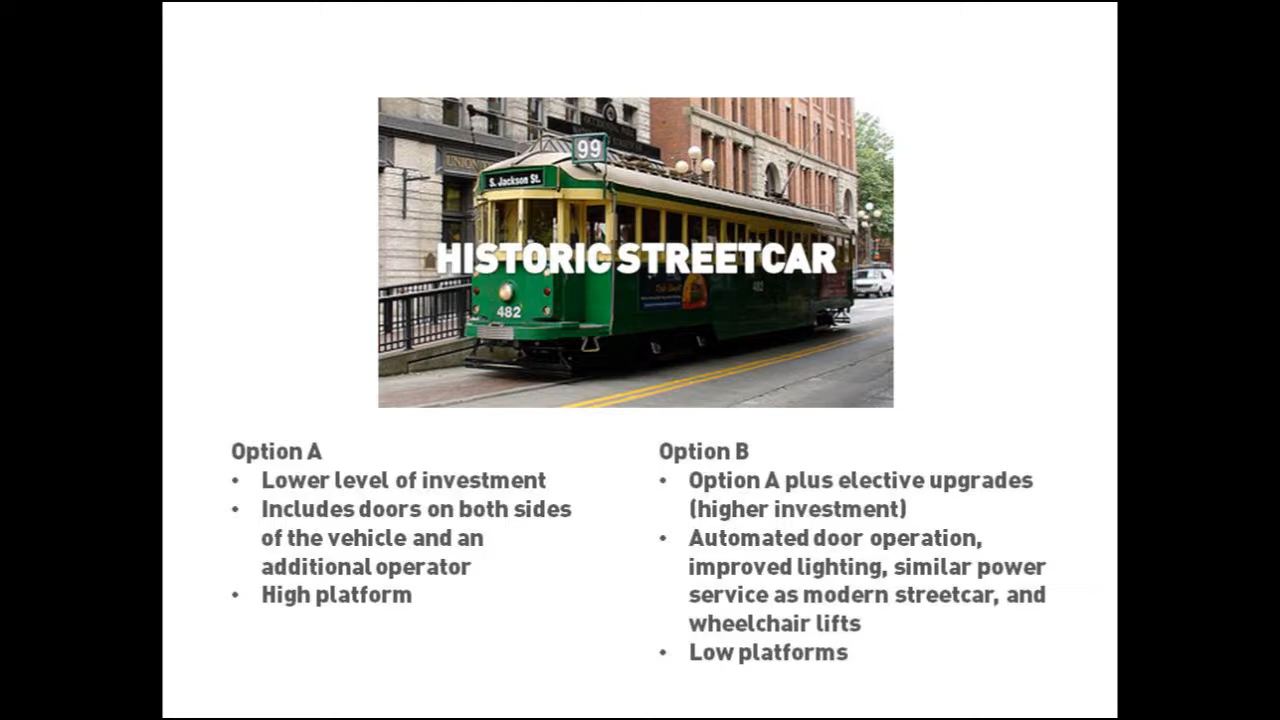 UNION
99
S. Jackson St.
HISTORIC STREETCAR
482
482
Option A
• Lower level of investment
• Includes doors on both sides
of the vehicle and an
additional operator
• High platform
Option B
• Option A plus elective upgrades
(higher investment)
• Automated door operation,
improved lighting, similar power
service as modern streetcar, and
wheelchair lifts
• Low platforms